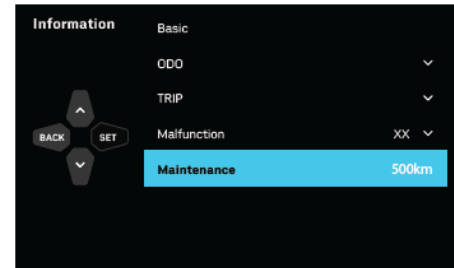 Information
Basic
ODO
TRIP
BACK SET
Malfunction XX
Maintenance 500km